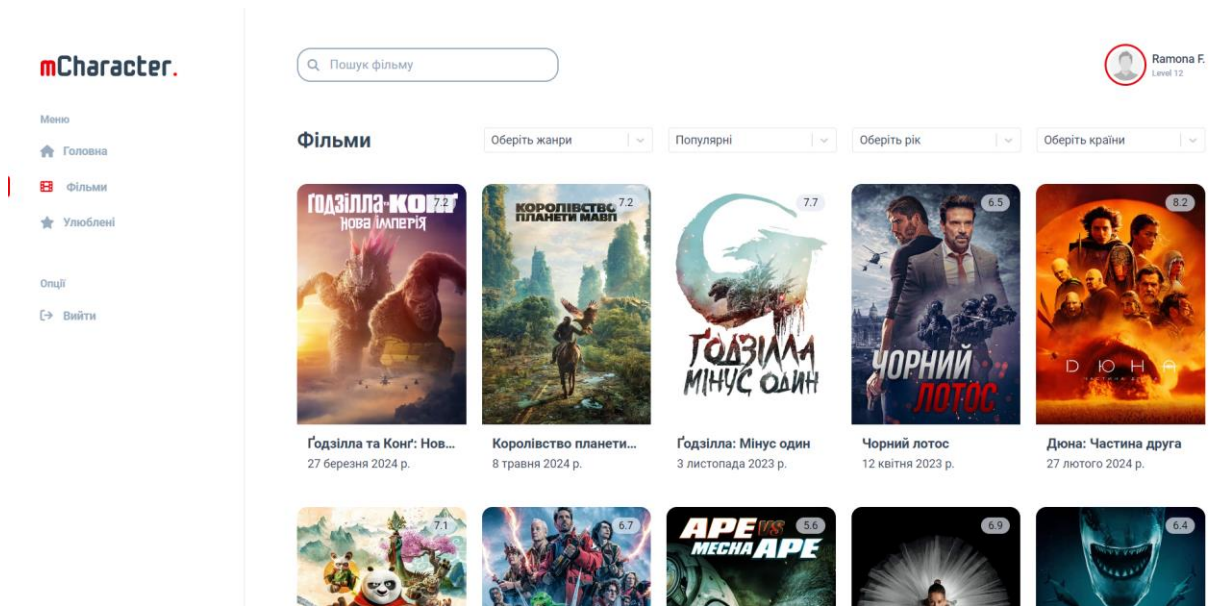 mCharacter.
Пошук фільму
Ramona F.
Level 12
Меню
Головна
Фільми
Улюблені
Опції
Вийти
Фільми
Оберіть жанри
Популярні
Оберіть рік
Оберіть країни
ҐОДЗІЛЛА КОНҐ
НОВА ІМПЕРІЯ
7.2
КОРОЛІВСТВО
ПЛАНЕТИ МАВП
7.2
7.7
ҐОДЗІЛЛА
МІНУС ОДИН
6.5
ЧОРНИЙ
ЛОТОС
8.2
ДЮНА
ЧАСТИНА ДРУГА
Ґодзілла та Конг: Нов...
27 березня 2024 р.
Королівство планети...
8 травня 2024 р.
Ґодзілла: Мінус один
3 листопада 2023 р.
Чорний лотос
12 квітня 2023 р.
Дюна: Частина друга
27 лютого 2024 р.
7.1
6.7
APE VS
MECHA APE
5.6
6.9
6.4